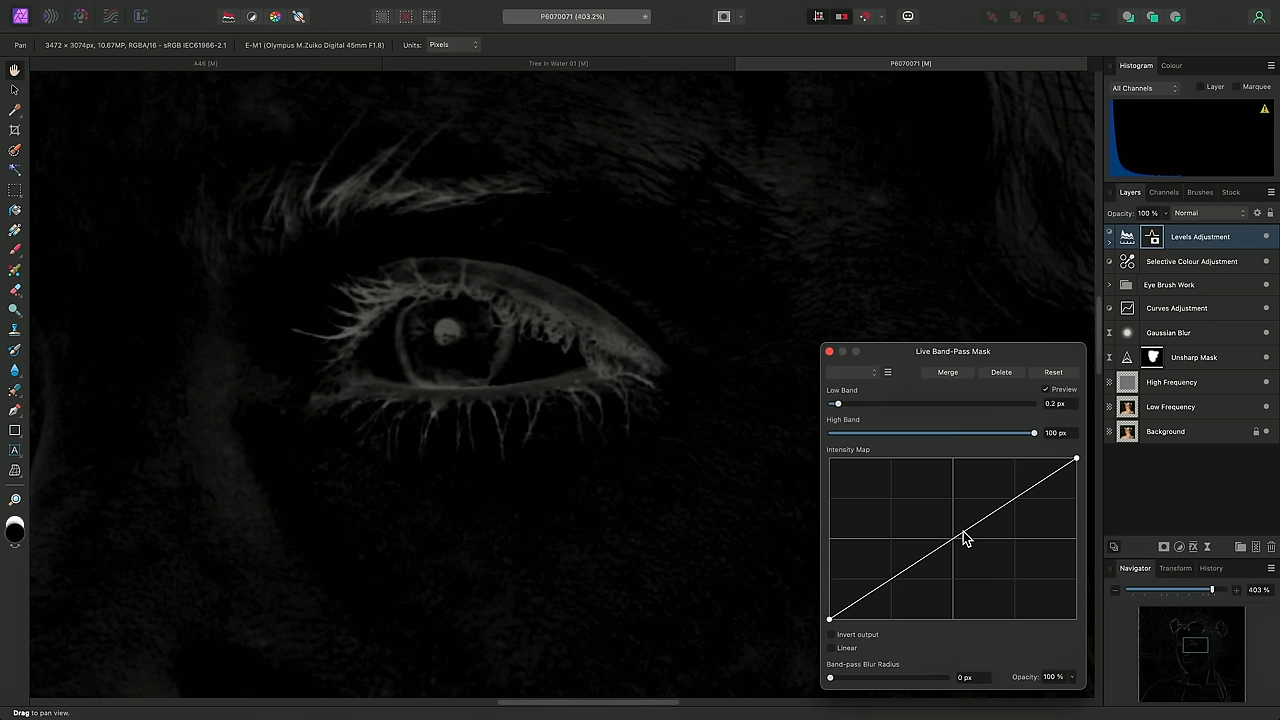 P6070071 (403.2%)
Pan
3472 × 3074px, 10.67MP, RGBA/16 - sRGB IEC61966-2.1
E-M1 (Olympus M.Zuiko Digital 45mm F1.8)
Units: Pixels
A46 [M]
Tree In Water 01 [M]
P6070071 [M]
Histogram Colour
All Channels Layer Marquee
Layers Channels Brushes Stock
Opacity: 100 % Normal
Levels Adjustment
Selective Colour Adjustment
Eye Brush Work
Curves Adjustment
Gaussian Blur
Unsharp Mask
High Frequency
Low Frequency
Background
Live Band-Pass Mask
Merge Delete Reset
Preview
Low Band
0.2 px
High Band
100 px
Intensity Map
Invert output
Linear
Band-pass Blur Radius
0 px Opacity: 100 %
Navigator Transform History
403 %
Drag to pan view.